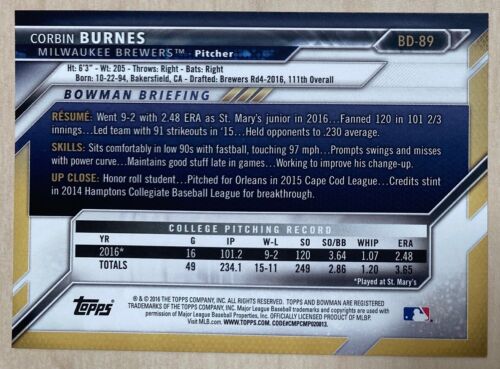 CORBIN BURNES
BD-89
MILWAUKEE BREWERS™ - Pitcher
Ht: 6'3" - Wt: 205 - Throws: Right - Bats: Right
Born: 10-22-94, Bakersfield, CA - Drafted: Brewers Rd4-2016, 111th Overall
BOWMAN BRIEFING
RÉSUMÉ: Went 9-2 with 2.48 ERA as St. Mary's junior in 2016...Fanned 120 in 101 2/3
innings...Led team with 91 strikeouts in '15...Held opponents to .230 average.
SKILLS: Sits comfortably in low 90s with fastball, touching 97 mph...Prompts swings and misses
with power curve...Maintains good stuff late in games...Working to improve his change-up.
UP CLOSE: Honor roll student...Pitched for Orleans in 2015 Cape Cod League...Credits stint
in 2014 Hamptons Collegiate Baseball League for breakthrough.
COLLEGE PITCHING RECORD
YR G IP W-L SO SO/BB WHIP ERA
2016* 16 101.2 9-2 120 3.64 1.07 2.48
TOTALS 49 234.1 15-11 249 2.86 1.20 3.65
*Played at St. Mary's
Topps
® & © 2016 THE TOPPS COMPANY, INC. ALL RIGHTS RESERVED. TOPPS AND BOWMAN ARE REGISTERED
TRADEMARKS OF THE TOPPS COMPANY, INC. Major League Baseball trademarks and copyrights are used with
permission of Major League Baseball Properties, Inc. OFFICIALLY LICENSED PRODUCT OF MLBP.
Visit MLB.com. WWW.TOPPS.COM. CODE#CMPCMP020013.